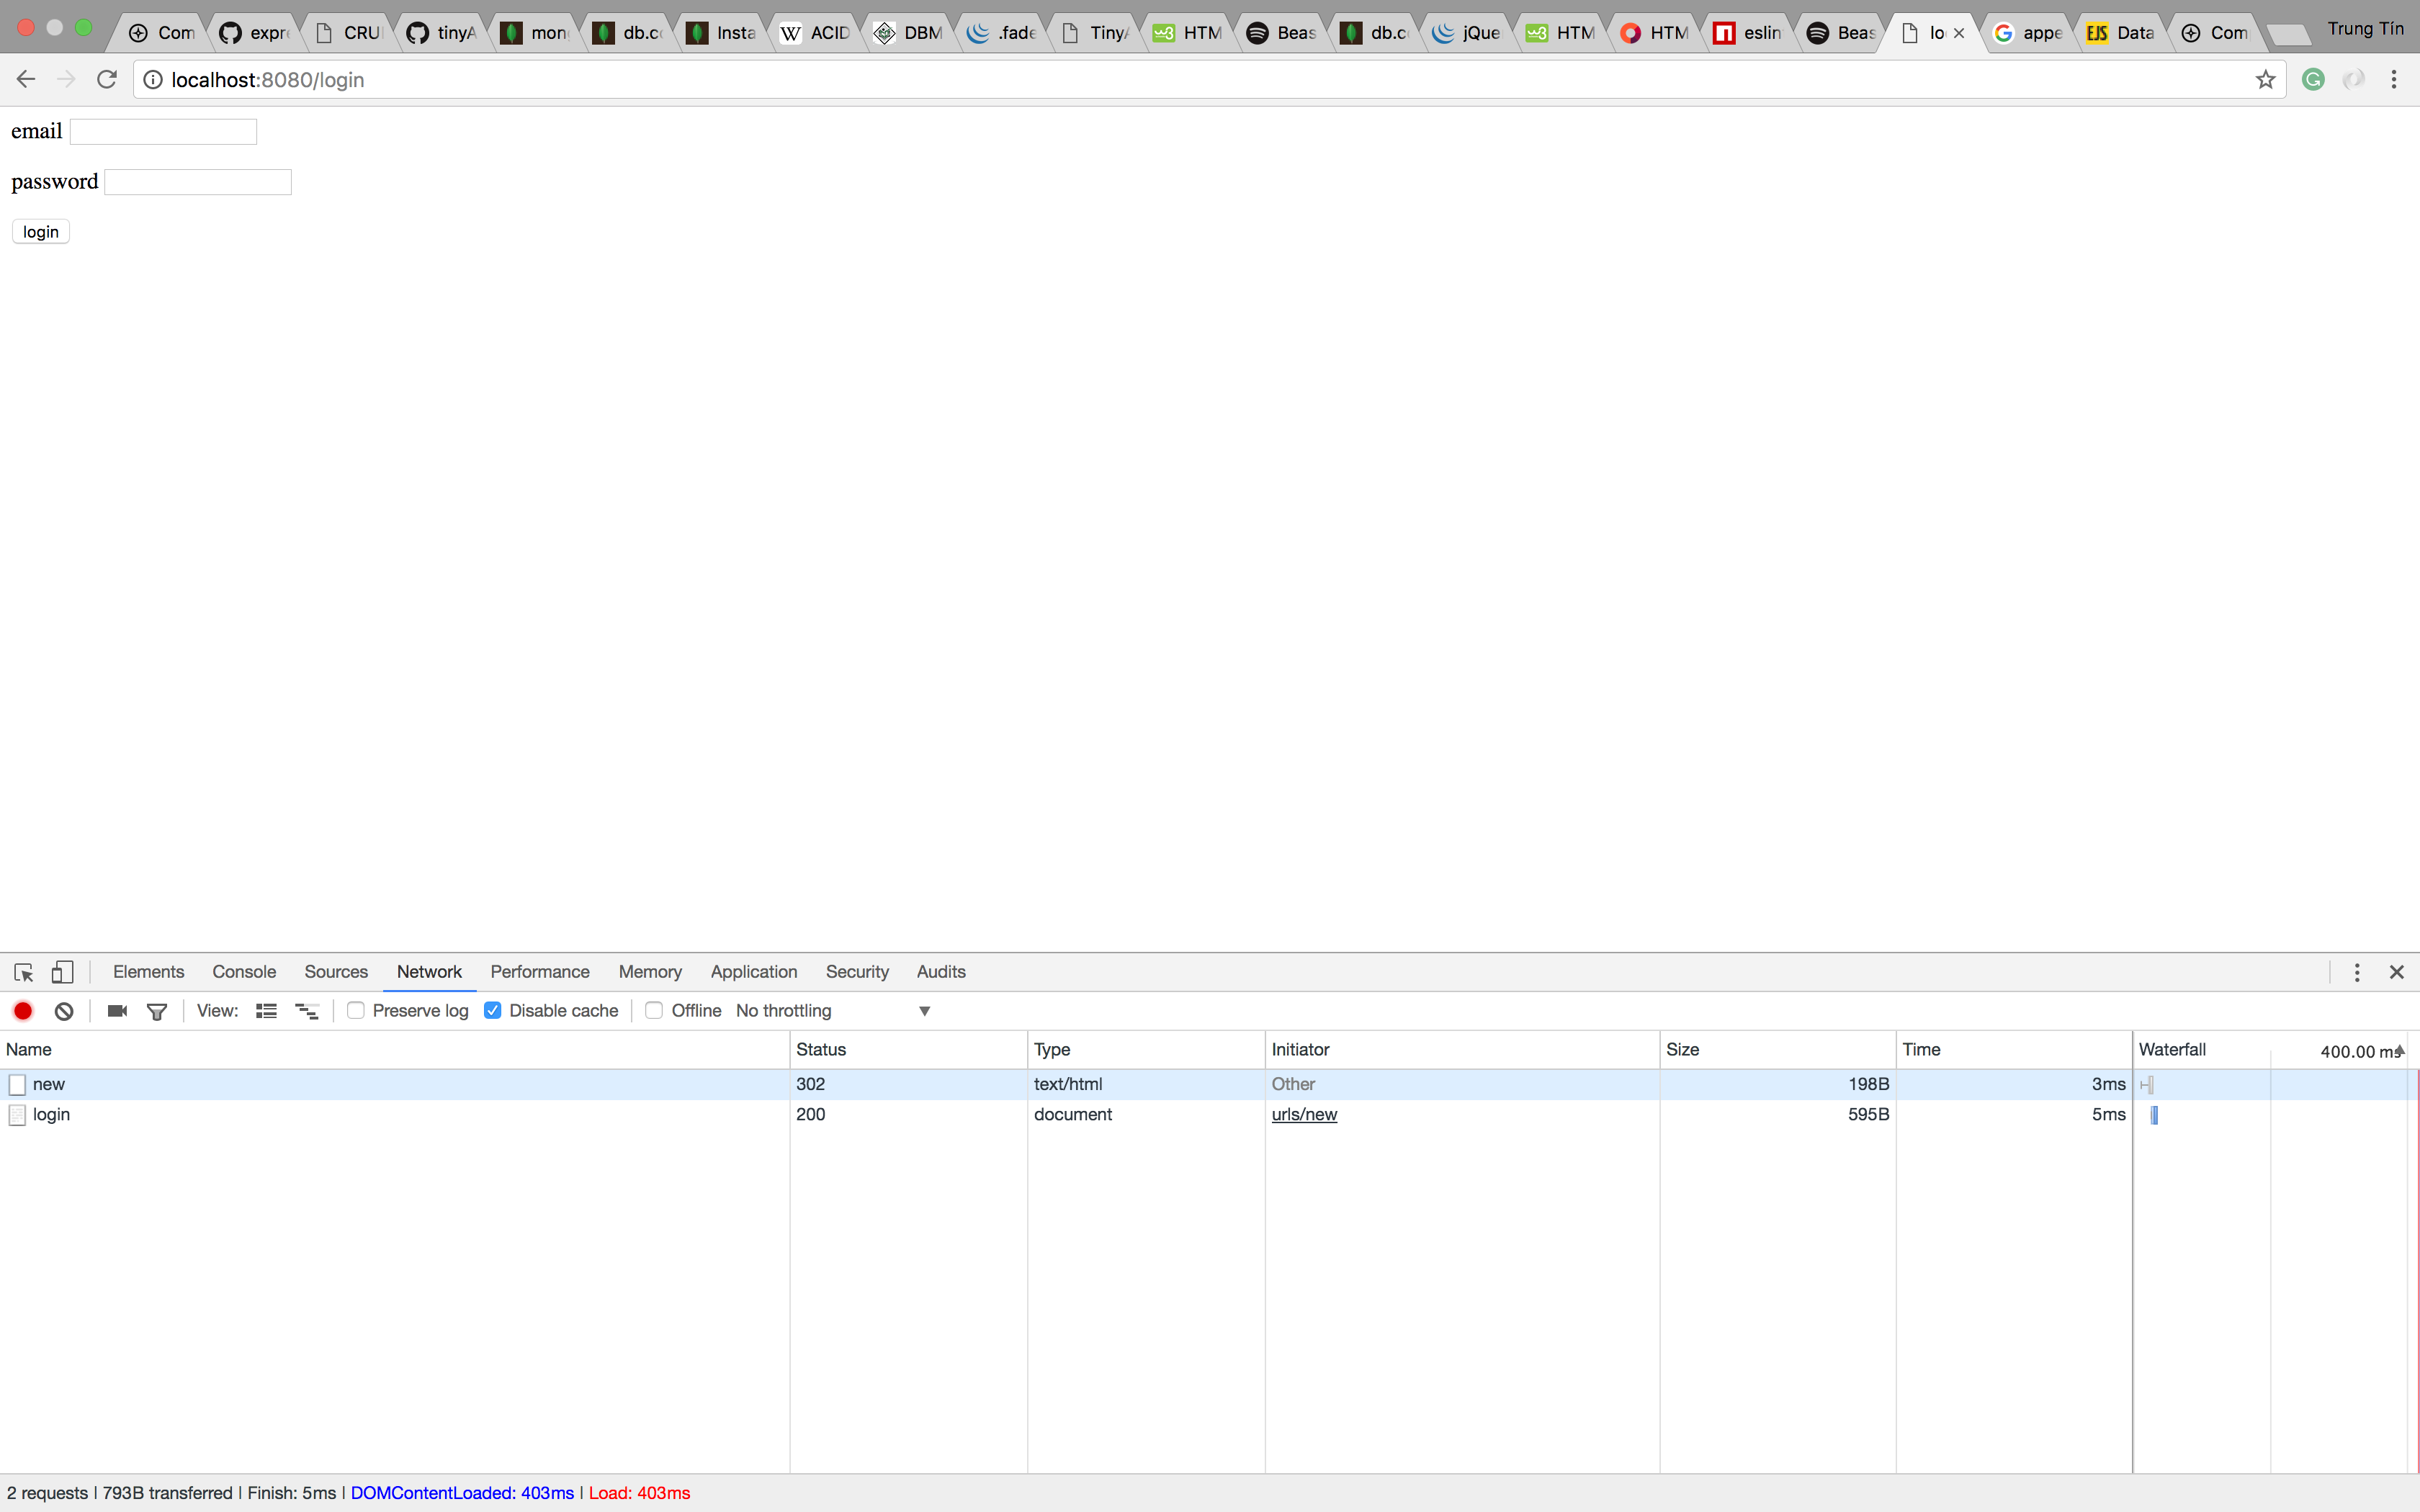 Com expre CRU tinyA mon db.c Insta ACID DBM .fade Tiny HTM Beas db.c jQue HTM HTM eslin Beas lo appe EJS Data Com Trung Tín
localhost:8080/login
email
password
login
Elements Console Sources Network Performance Memory Application Security Audits
View: Preserve log Disable cache Offline No throttling
Name Status Type Initiator Size Time Waterfall 400.00 ms
new 302 text/html Other 198B 3ms
login 200 document urls/new 595B 5ms
2 requests | 793B transferred | Finish: 5ms | DOMContentLoaded: 403ms | Load: 403ms